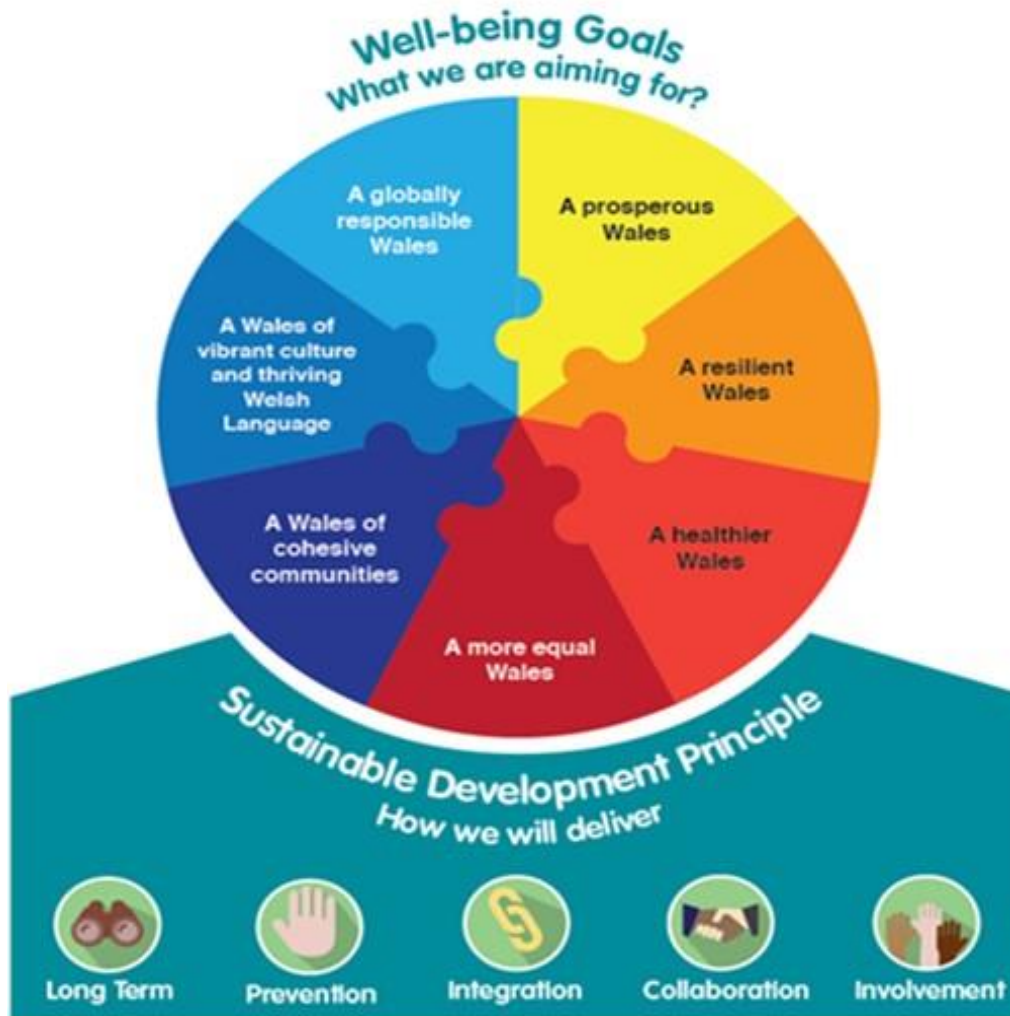 Well-being Goals
What we are aiming for?
A globally
responsible
Wales
A prosperous
Wales
A Wales of
vibrant culture
and thriving
Welsh
Language
A resilient
Wales
A Wales of
cohesive
communities
A healthier
Wales
A more equal
Wales
Sustainable Development Principle
How we will deliver
Long Term
Prevention
Integration
Collaboration
Involvement